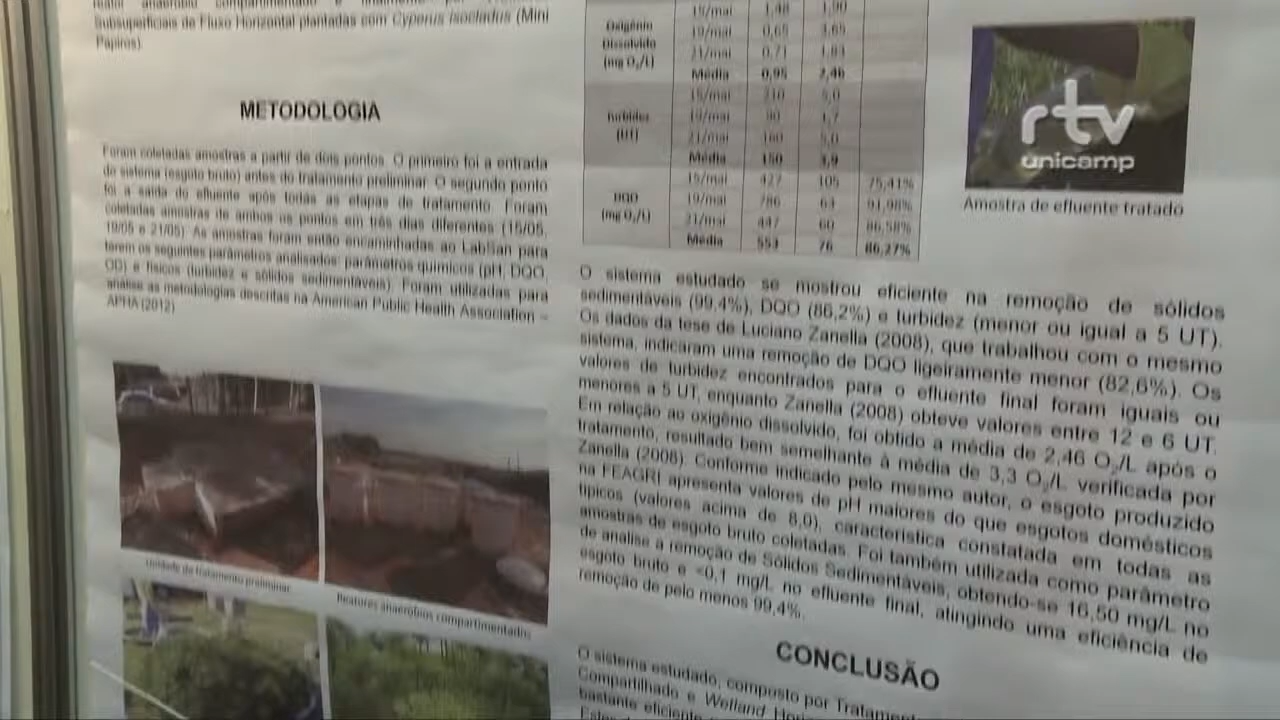 Subsuperficiais de Fluxo Horizontal plantadas com Cyperus isocladus (Mini
Papiros)
METODOLOGIA
Foram coletadas amostras a partir de dois pontos. O primeiro foi a entrada
do sistema (esgoto bruto) antes do tratamento preliminar. O segundo ponto
foi a saída do efluente após todas as etapas de tratamento. Foram
coletadas amostras de ambos os pontos em três dias diferentes (15/05,
19/05 e 21/05). As amostras foram então encaminhadas ao LabSan para
terem os seguintes parâmetros analisados: parâmetros químicos (pH, DQO,
OD) e físicos (turbidez e sólidos sedimentáveis). Foram utilizadas para
análise as metodologias descritas na American Public Health Association –
APHA (2012)
Unidade de tratamento preliminar
Reatores anaeróbios compartimentados
Oxigênio Dissolvido (mg O₂/L)
15/mai 1,48 1,90
19/mai 0,65 3,65
21/mai 0,71 1,83
Média 0,95 2,46
Turbidez (UT)
15/mai 210 5,0
19/mai 80 1,7
21/mai 160 5,0
Média 150 3,9
DQO (mg O₂/L)
15/mai 427 105 75,41%
19/mai 786 63 91,98%
21/mai 447 60 86,58%
Média 553 76 86,27%
rtv
unicamp
Amostra de efluente tratado
O sistema estudado se mostrou eficiente na remoção de sólidos
sedimentáveis (99,4%), DQO (86,2%) e turbidez (menor ou igual a 5 UT).
Os dados da tese de Luciano Zanella (2008), que trabalhou com o mesmo
sistema, indicaram uma remoção de DQO ligeiramente menor (82,6%). Os
valores de turbidez encontrados para o efluente final foram iguais ou
menores a 5 UT, enquanto Zanella (2008) obteve valores entre 12 e 6 UT.
Em relação ao oxigênio dissolvido, foi obtido a média de 2,46 O₂/L após o
tratamento, resultado bem semelhante à média de 3,3 O₂/L verificada por
Zanella (2008). Conforme indicado pelo mesmo autor, o esgoto produzido
na FEAGRI apresenta valores de pH maiores do que esgotos domésticos
típicos (valores acima de 8,0), característica constatada em todas as
amostras de esgoto bruto coletadas. Foi também utilizada como parâmetro
de analise a remoção de Sólidos Sedimentáveis, obtendo-se 16,50 mg/L no
esgoto bruto e <0,1 mg/L no efluente final, atingindo uma eficiência de
remoção de pelo menos 99,4%.
CONCLUSÃO
O sistema estudado, composto por Tratamento
Compartilhado e Wetland
bastante eficiente